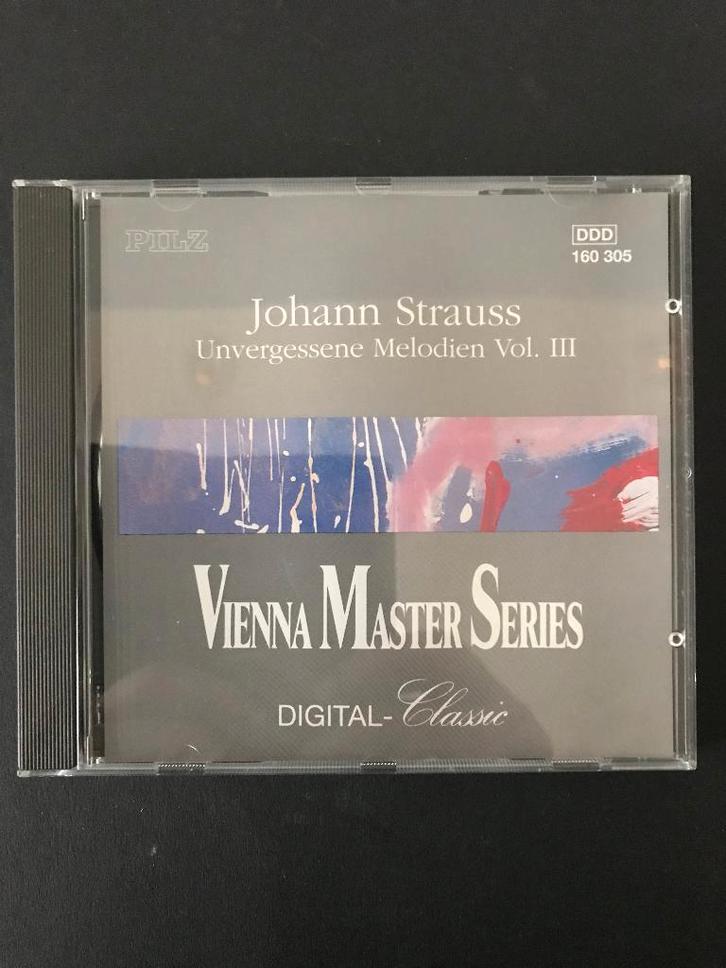 PILZ
DDD
160 305
Johann Strauss
Unvergessene Melodien Vol. III
VIENNA MASTER SERIES
DIGITAL-Classic